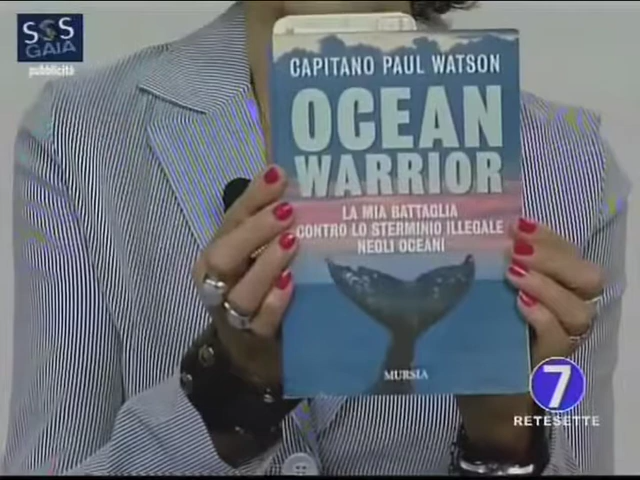 SOS
GAIA
pubblicità
CAPITANO PAUL WATSON
OCEAN
WARRIOR
LA MIA BATTAGLIA
CONTRO LO STERMINIO ILLEGALE
NEGLI OCEANI
MURSIA
7
RETESETTE